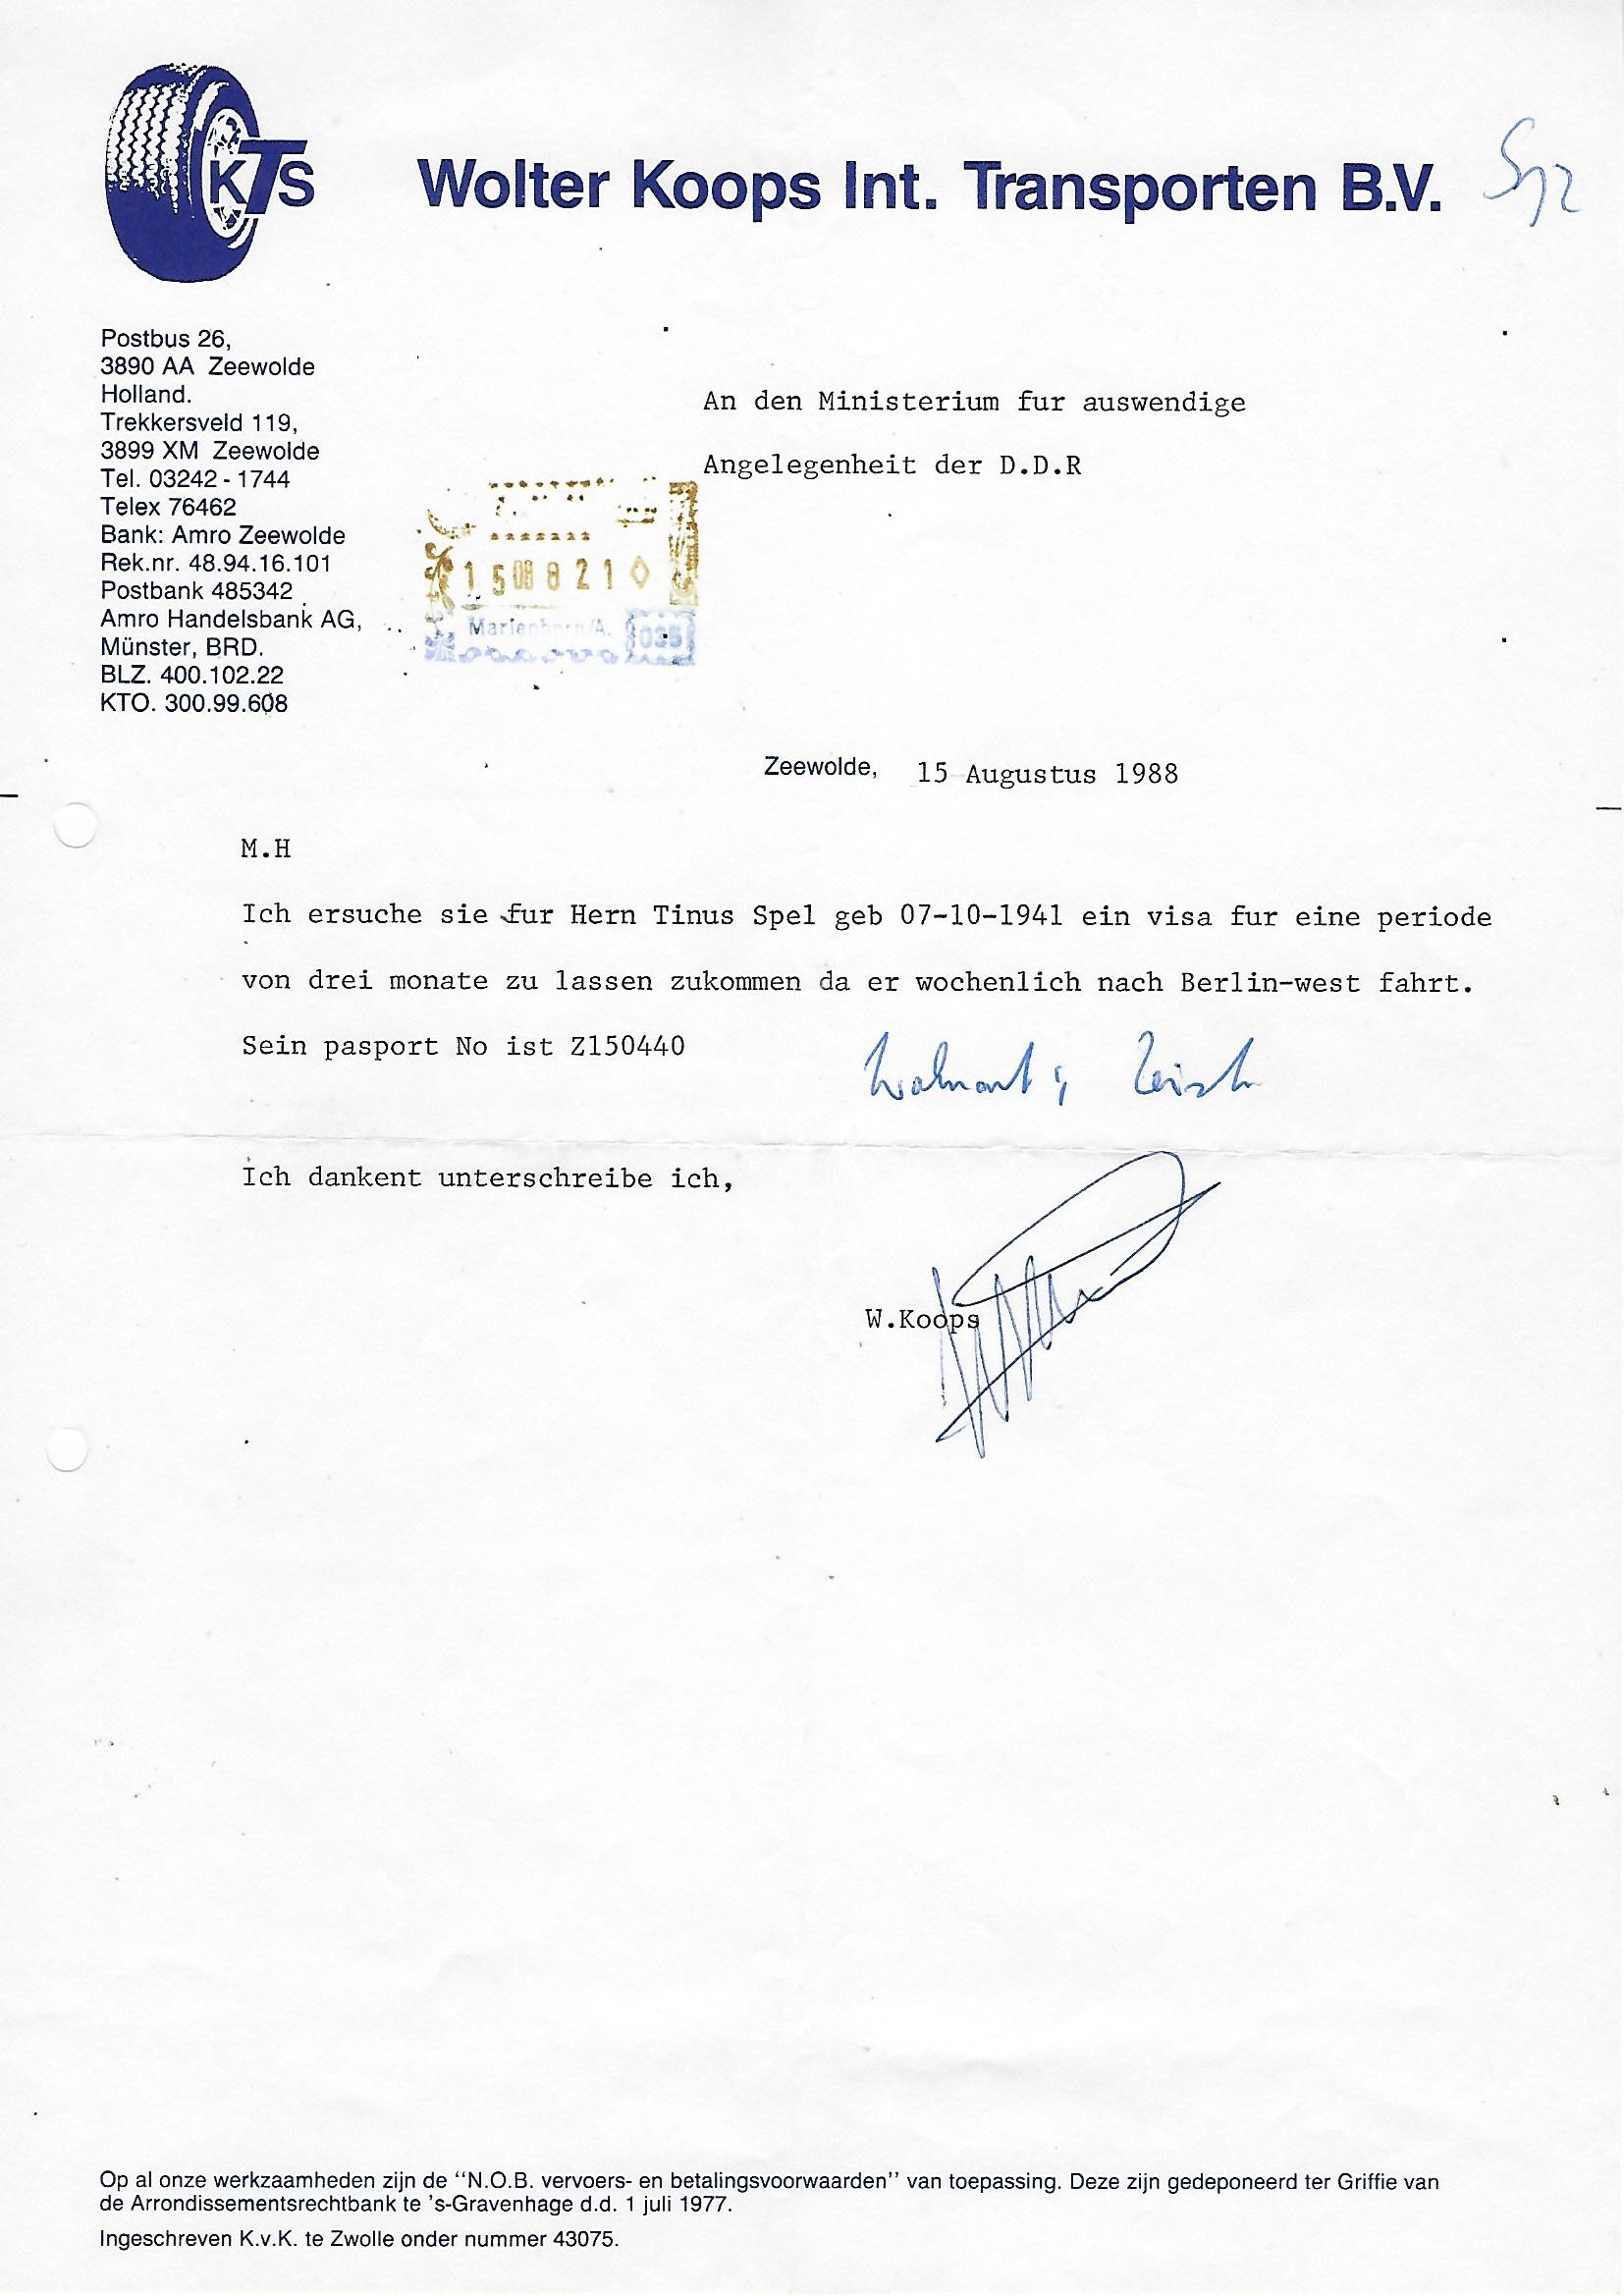 KTS
Wolter Koops Int. Transporten B.V.
Postbus 26,
3890 AA Zeewolde
Holland.
Trekkersveld 119,
3899 XM Zeewolde
Tel. 03242 - 1744
Telex 76462
Bank: Amro Zeewolde
Rek.nr. 48.94.16.101
Postbank 485342
Amro Handelsbank AG,
Münster, BRD.
BLZ. 400.102.22
KTO. 300.99.608
An den Ministerium fur auswendige
Angelegenheit der D.D.R
15 08 8 21
Marienborn/A.
Zeewolde, 15 Augustus 1988
M.H
Ich ersuche sie fur Hern Tinus Spel geb 07-10-1941 ein visa fur eine periode
von drei monate zu lassen zukommen da er wochenlich nach Berlin-west fahrt.
Sein pasport No ist Z150440
Ich dankent unterschreibe ich,
W.Koops
Op al onze werkzaamheden zijn de ‘‘N.O.B. vervoers- en betalingsvoorwaarden’’ van toepassing. Deze zijn gedeponeerd ter Griffie van
de Arrondissementsrechtbank te 's-Gravenhage d.d. 1 juli 1977.
Ingeschreven K.v.K. te Zwolle onder nummer 43075.